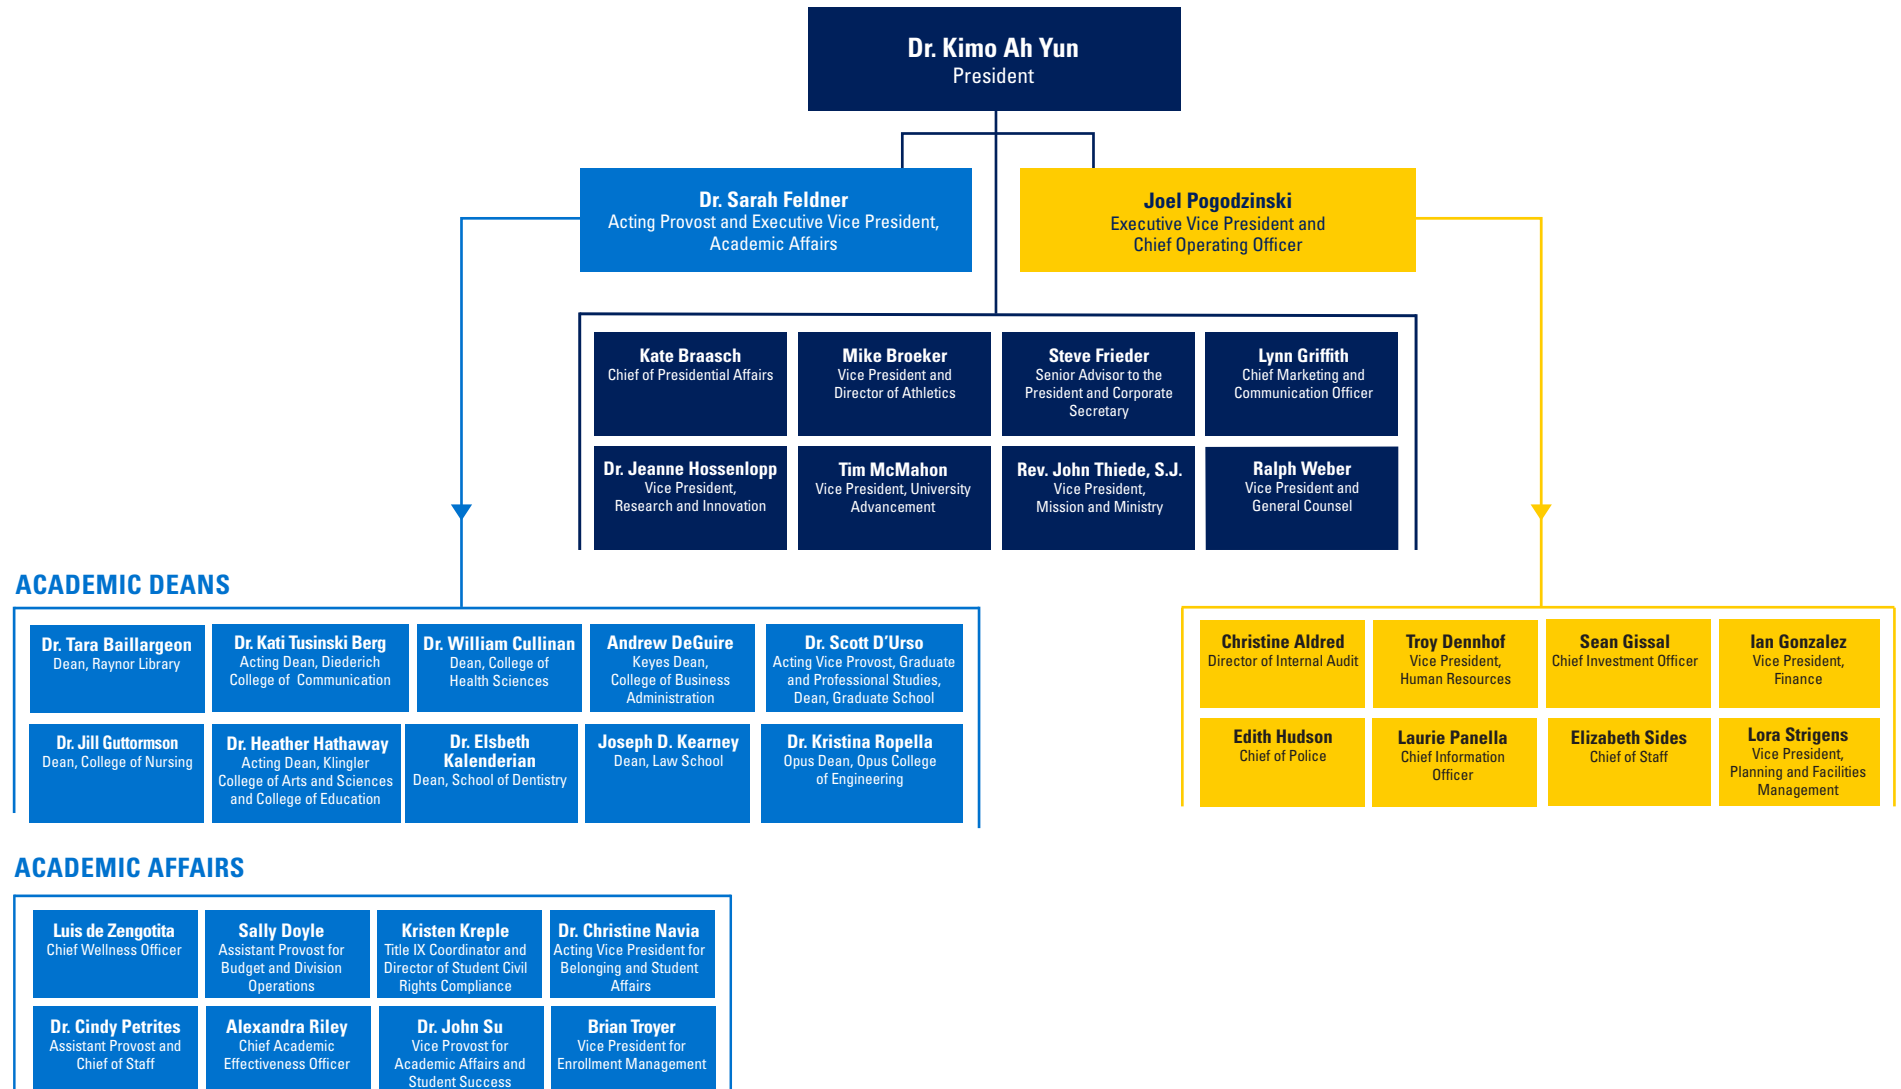 Dr. Kimo Ah Yun
President
Dr. Sarah Feldner
Acting Provost and Executive Vice President,
Academic Affairs
Joel Pogodzinski
Executive Vice President and
Chief Operating Officer
Kate Braasch
Chief of Presidential Affairs
Mike Broeker
Vice President and
Director of Athletics
Steve Frieder
Senior Advisor to the
President and Corporate
Secretary
Lynn Griffith
Chief Marketing and
Communication Officer
Dr. Jeanne Hossenlopp
Vice President,
Research and Innovation
Tim McMahon
Vice President, University
Advancement
Rev. John Thiede, S.J.
Vice President,
Mission and Ministry
Ralph Weber
Vice President and
General Counsel
ACADEMIC DEANS
Dr. Tara Baillargeon
Dean, Raynor Library
Dr. Kati Tusinski Berg
Acting Dean, Diederich
College of Communication
Dr. William Cullinan
Dean, College of
Health Sciences
Andrew DeGuire
Keyes Dean,
College of Business
Administration
Dr. Scott D'Urso
Acting Vice Provost, Graduate
and Professional Studies,
Dean, Graduate School
Dr. Jill Guttormson
Dean, College of Nursing
Dr. Heather Hathaway
Acting Dean, Klingler
College of Arts and Sciences
and College of Education
Dr. Elsbeth
Kalenderian
Dean, School of Dentistry
Joseph D. Kearney
Dean, Law School
Dr. Kristina Ropella
Opus Dean, Opus College
of Engineering
Christine Aldred
Director of Internal Audit
Troy Dennhof
Vice President,
Human Resources
Sean Gissal
Chief Investment Officer
Ian Gonzalez
Vice President,
Finance
Edith Hudson
Chief of Police
Laurie Panella
Chief Information
Officer
Elizabeth Sides
Chief of Staff
Lora Strigens
Vice President,
Planning and Facilities
Management
ACADEMIC AFFAIRS
Luis de Zengotita
Chief Wellness Officer
Sally Doyle
Assistant Provost for
Budget and Division
Operations
Kristen Kreple
Title IX Coordinator and
Director of Student Civil
Rights Compliance
Dr. Christine Navia
Acting Vice President for
Belonging and Student
Affairs
Dr. Cindy Petrites
Assistant Provost and
Chief of Staff
Alexandra Riley
Chief Academic
Effectiveness Officer
Dr. John Su
Vice Provost for
Academic Affairs and
Student Success
Brian Troyer
Vice President for
Enrollment Management